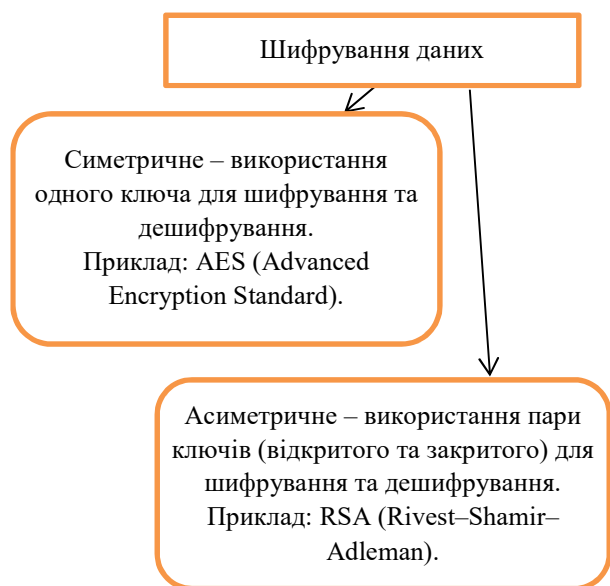 Шифрування даних
Симетричне – використання
одного ключа для шифрування та
дешифрування.
Приклад: AES (Advanced
Encryption Standard).
Асиметричне – використання пари
ключів (відкритого та закритого) для
шифрування та дешифрування.
Приклад: RSA (Rivest–Shamir–
Adleman).